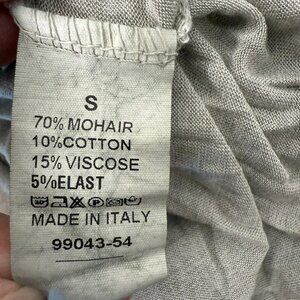 S
70% MOHAIR
10%COTTON
15% VISCOSE
5%ELAST
MADE IN ITALY
99043-54